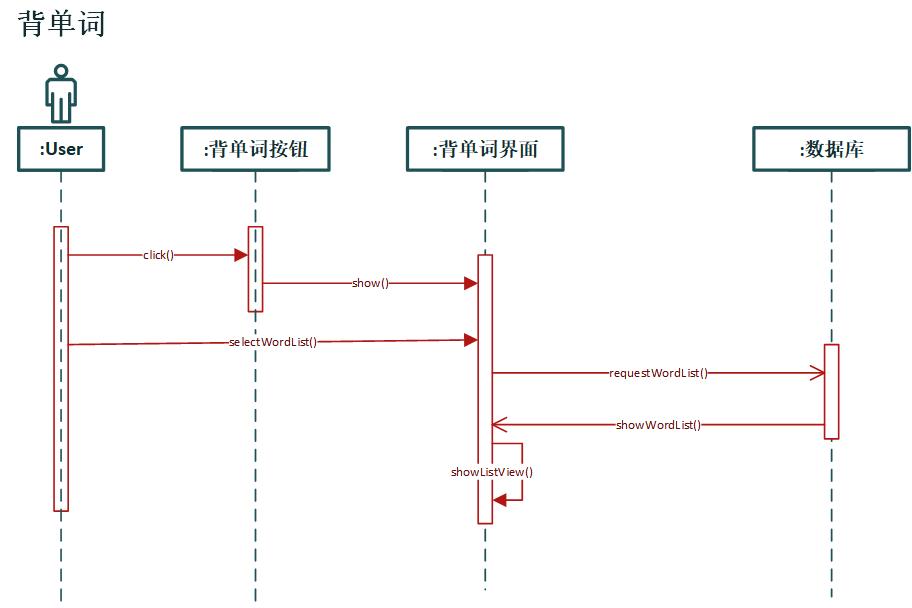 背单词
:User
:背单词按钮
:背单词界面
:数据库
click()
show()
selectWordList()
requestWordList()
showWordList()
showListView()